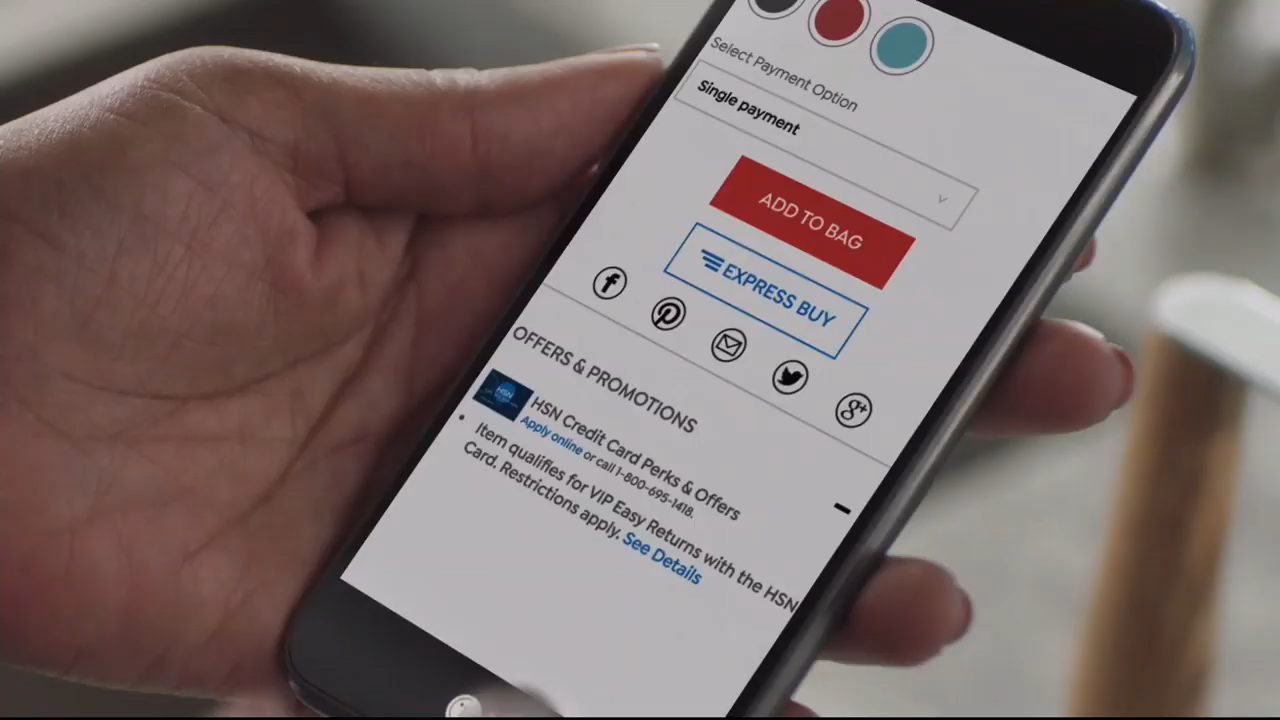 Select Payment Option
Single payment
ADD TO BAG
EXPRESS BUY
OFFERS & PROMOTIONS
HSN
HSN Credit Card Perks & Offers
Apply online or call 1-800-695-1418.
Item qualifies for VIP Easy Returns with the HSN
Card. Restrictions apply. See Details